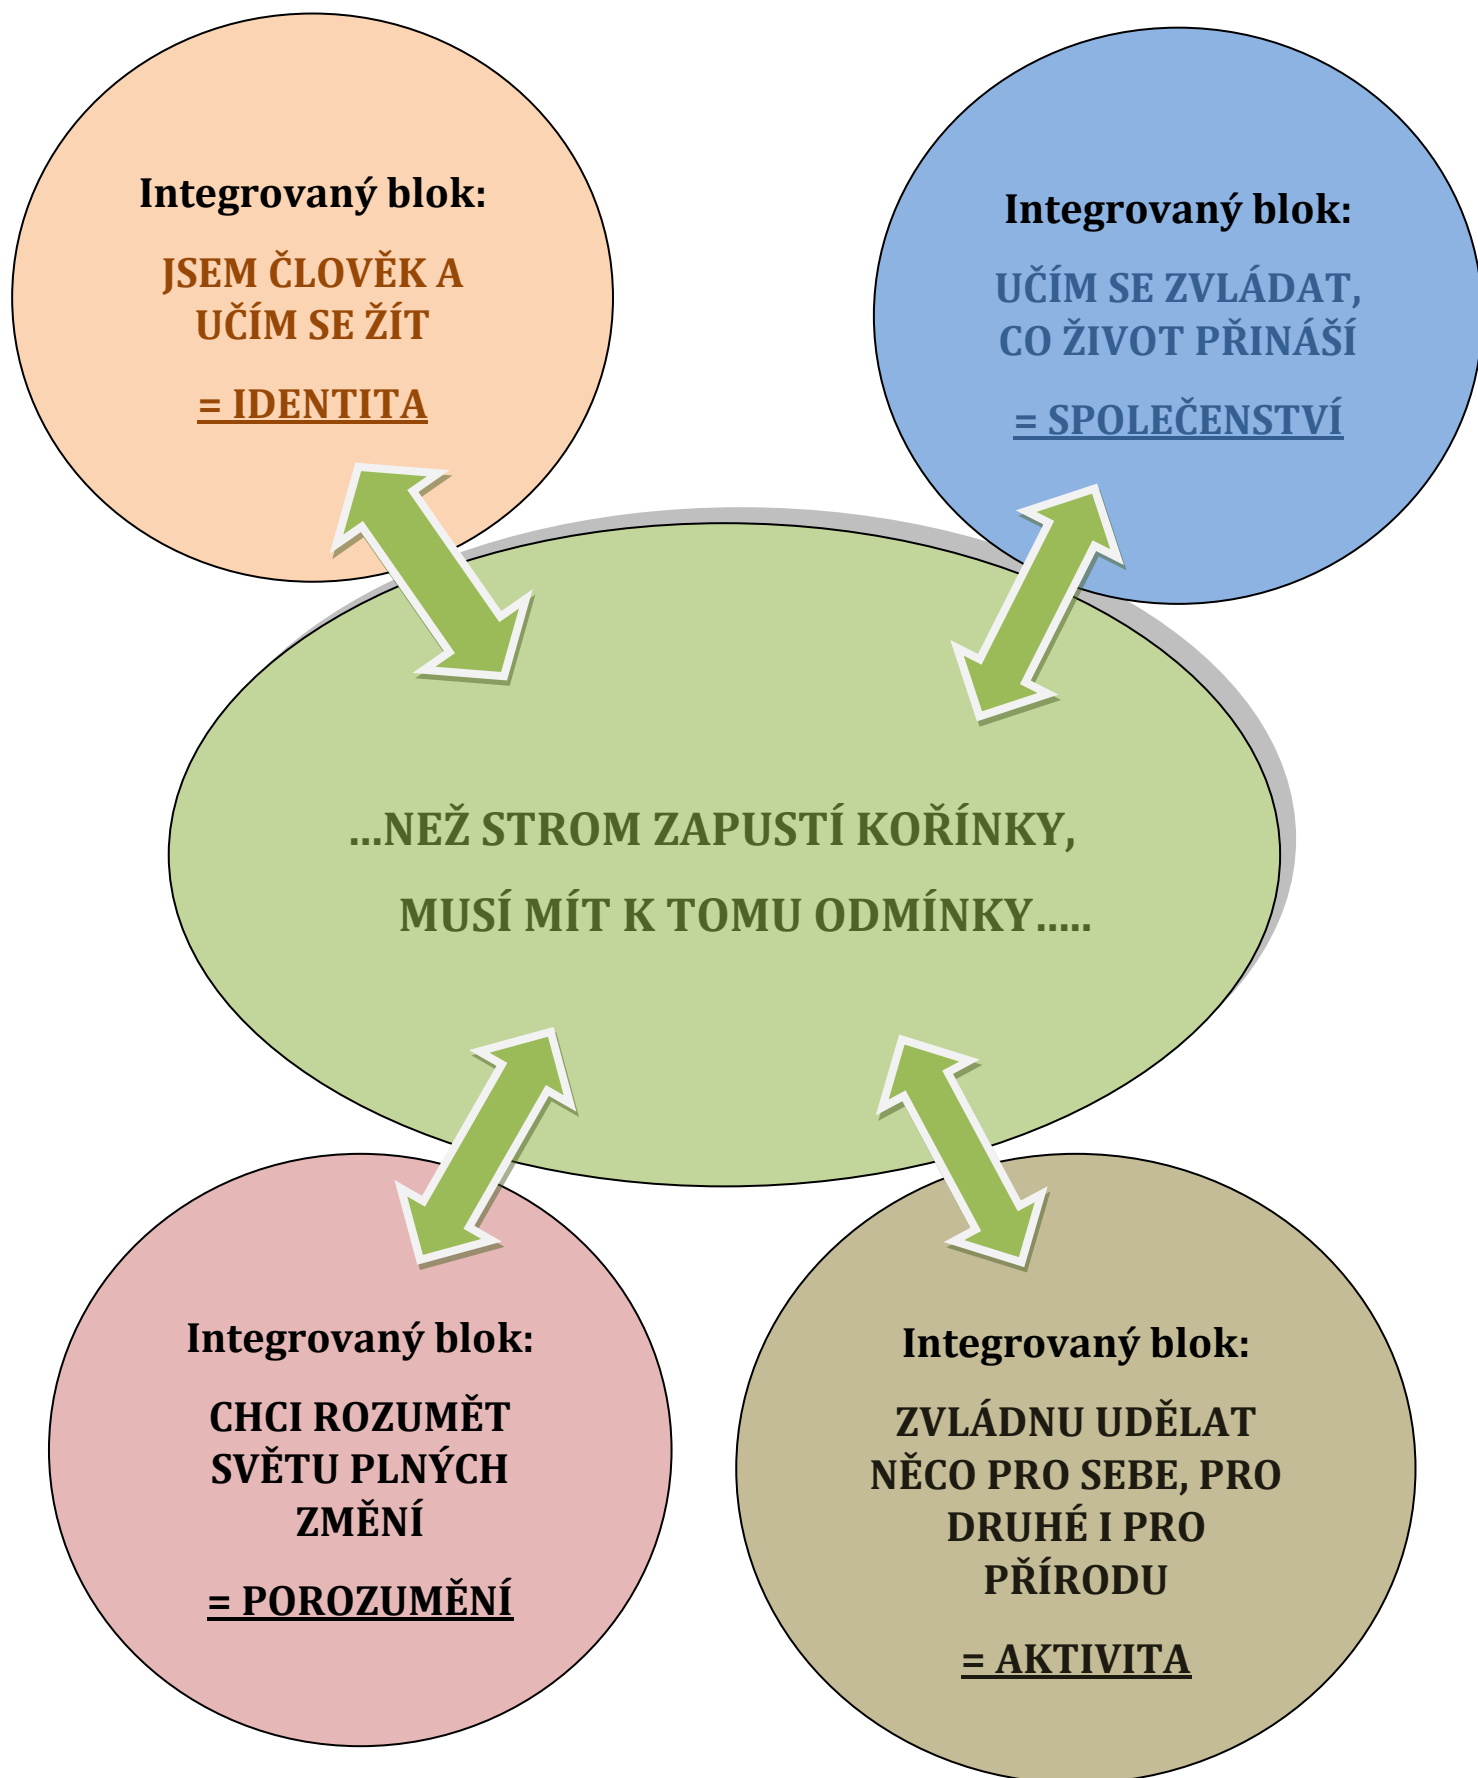 Integrovaný blok:
JSEM ČLOVĚK A
UČÍM SE ŽÍT
= IDENTITA
Integrovaný blok:
UČÍM SE ZVLÁDAT,
CO ŽIVOT PŘINÁŠÍ
= SPOLEČENSTVÍ
...NEŽ STROM ZAPUSTÍ KOŘÍNKY,
MUSÍ MÍT K TOMU ODMÍNKY.....
Integrovaný blok:
CHCI ROZUMĚT
SVĚTU PLNÝCH
ZMĚNÍ
= POROZUMĚNÍ
Integrovaný blok:
ZVLÁDNU UDĚLAT
NĚCO PRO SEBE, PRO
DRUHÉ I PRO
PŘÍRODU
= AKTIVITA